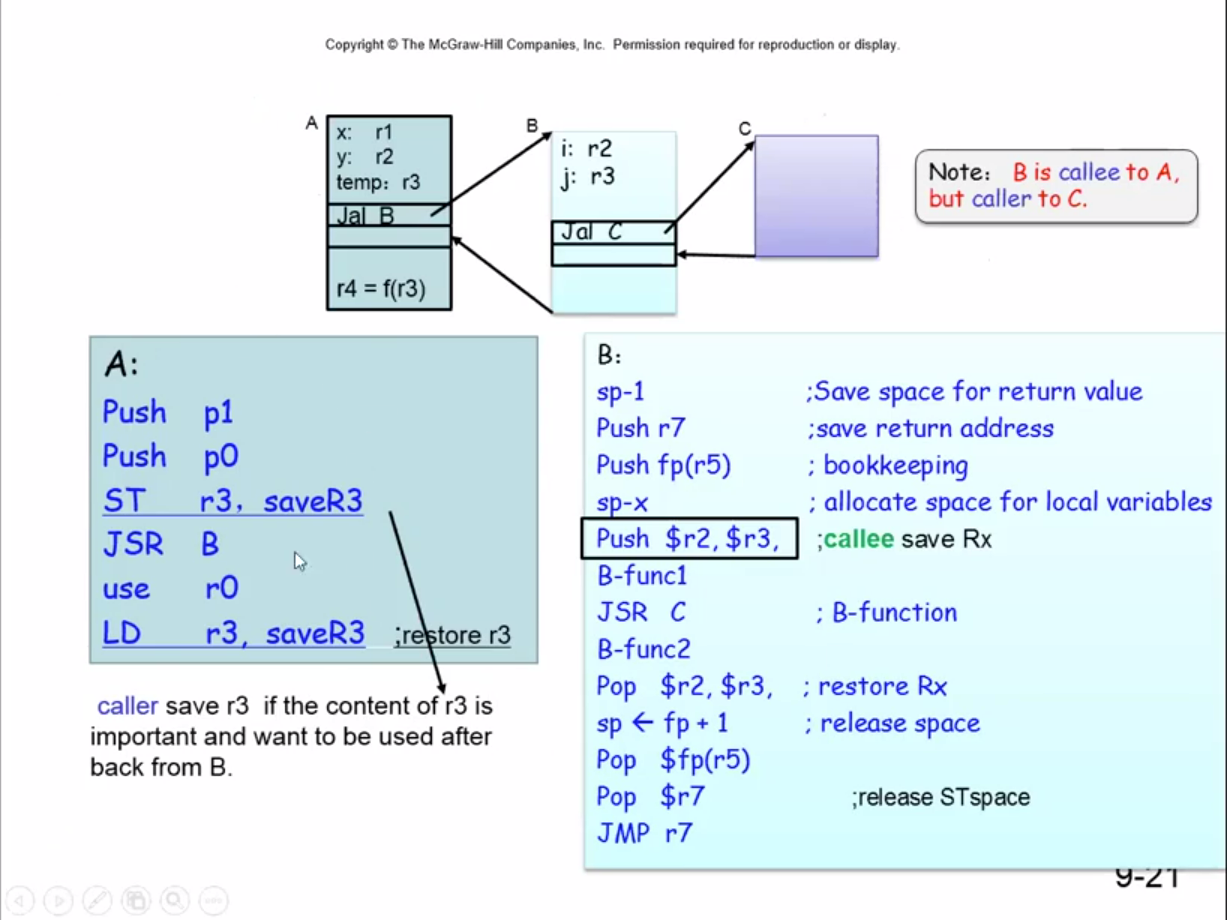 Copyright © The McGraw-Hill Companies, Inc. Permission required for reproduction or display.
A
x: r1
y: r2
temp: r3
Jal B
r4 = f(r3)
B
i: r2
j: r3
Jal C
C
Note: B is callee to A,
but caller to C.
A:
Push p1
Push p0
ST r3, saveR3
JSR B
use r0
LD r3, saveR3 ;restore r3
caller save r3 if the content of r3 is
important and want to be used after
back from B.
B:
sp-1 ;Save space for return value
Push r7 ;save return address
Push fp(r5) ; bookkeeping
sp-x ; allocate space for local variables
Push $r2, $r3, ;callee save Rx
B-func1
JSR C ; B-function
B-func2
Pop $r2, $r3, ; restore Rx
sp ← fp + 1 ; release space
Pop $fp(r5)
Pop $r7 ;release STspace
JMP r7
9-21